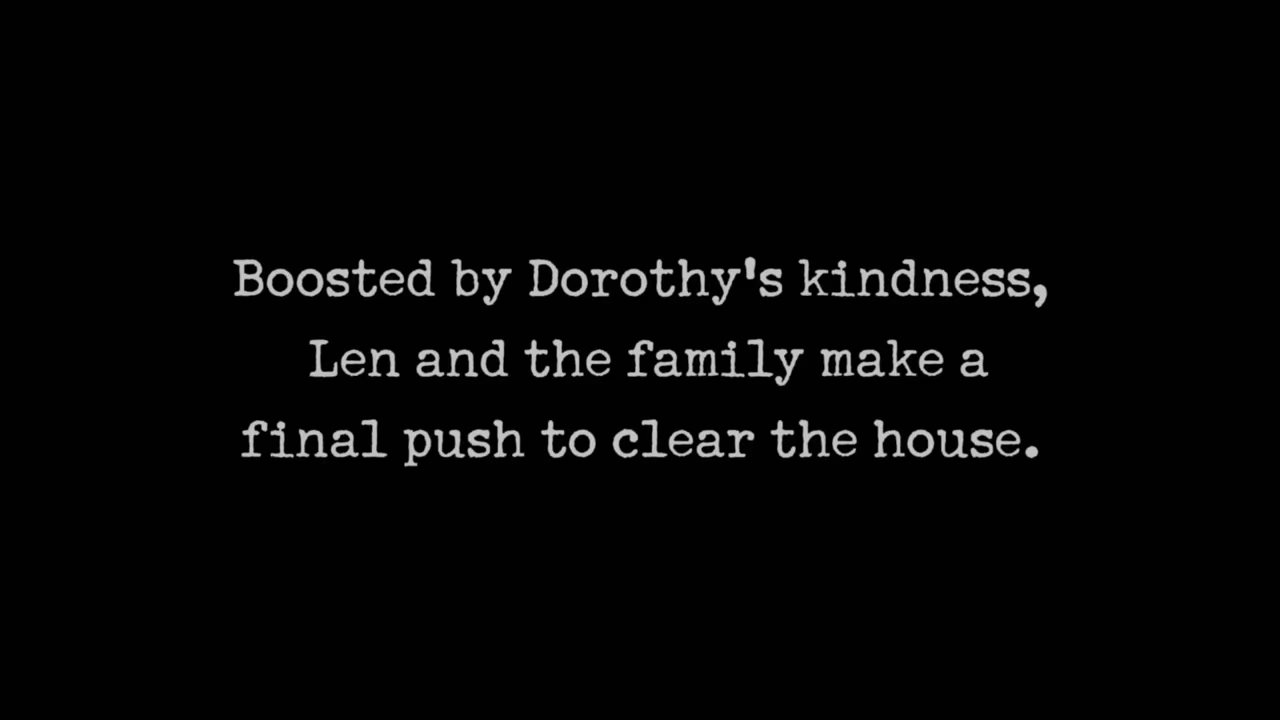 Boosted by Dorothy's kindness,
Len and the family make a
final push to clear the house.